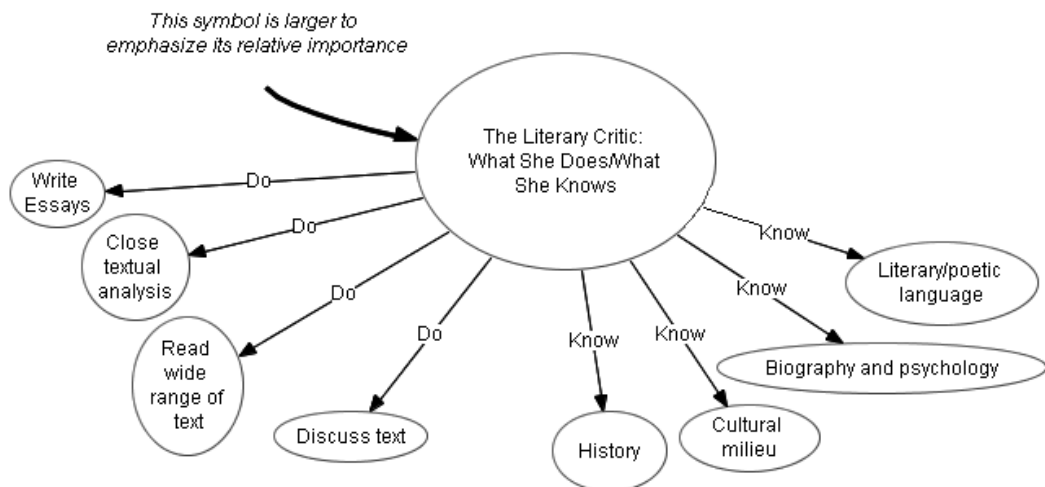 This symbol is larger to
emphasize its relative importance
The Literary Critic:
What She Does/What
She Knows
Do
Write
Essays
Do
Close
textual
analysis
Do
Read
wide
range of
text
Do
Discuss text
Know
History
Know
Cultural
milieu
Know
Biography and psychology
Know
Literary/poetic
language